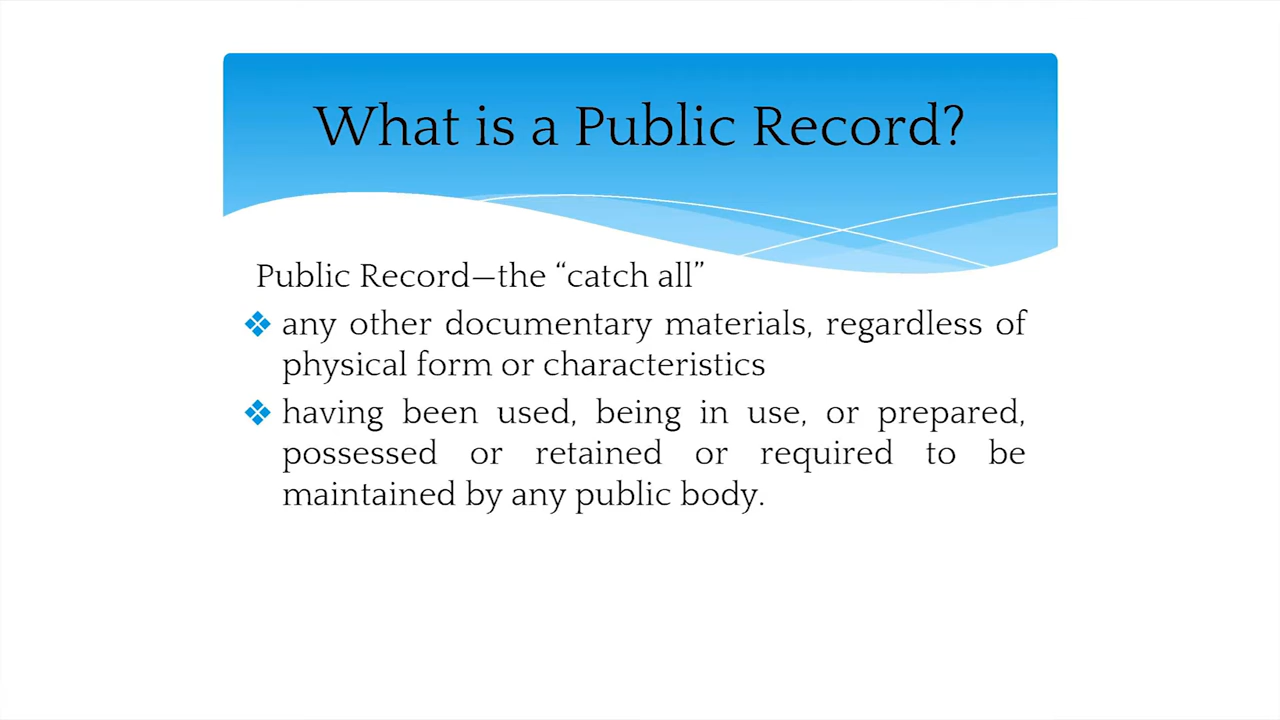 What is a Public Record?
Public Record—the “catch all”
any other documentary materials, regardless of
physical form or characteristics
having been used, being in use, or prepared,
possessed or retained or required to be
maintained by any public body.